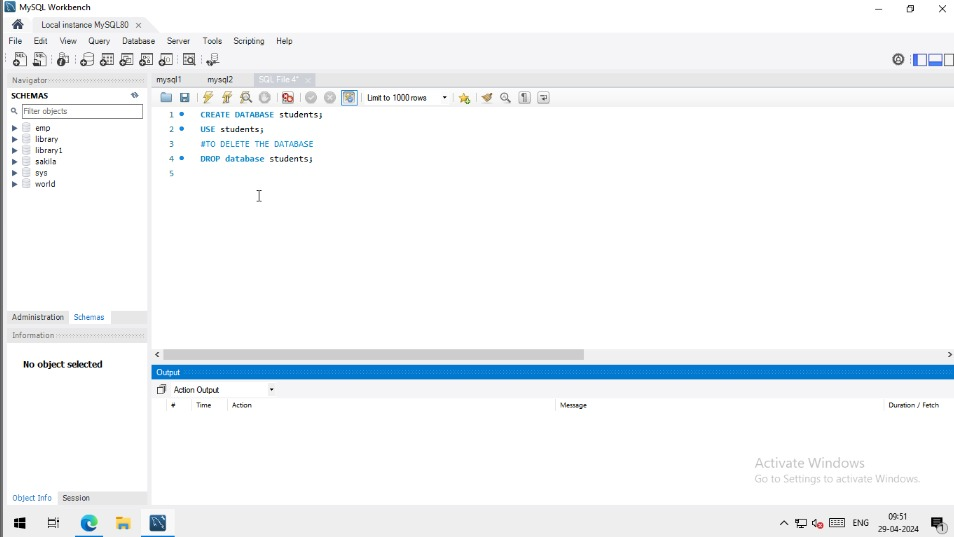 MySQL Workbench
Local instance MySQL80 ×
File Edit View Query Database Server Tools Scripting Help
Navigator mysql1 mysql2 SQL File 4* ×
SCHEMAS
Limit to 1000 rows
Filter objects
1 CREATE DATABASE students;
2 USE students;
3 #TO DELETE THE DATABASE
4 DROP database students;
5
emp
library
library1
sakila
sys
world
Administration Schemas
Information
No object selected
Output
Action Output
# Time Action Message Duration / Fetch
Activate Windows
Go to Settings to activate Windows.
Object Info Session
ENG
09:51
29-04-2024
1